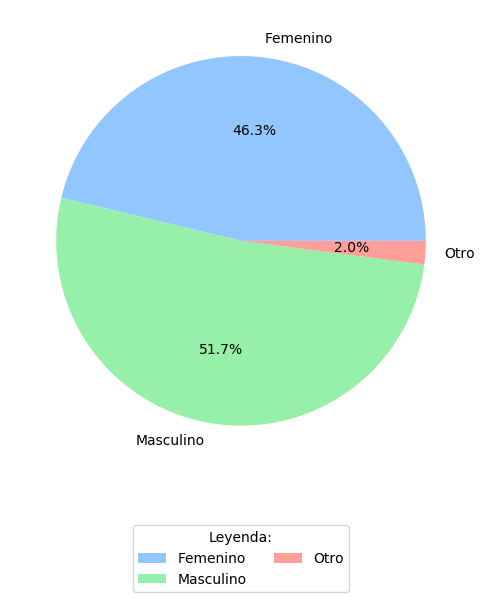 Femenino
46.3%
2.0%
Otro
51.7%
Masculino
Leyenda:
Femenino
Otro
Masculino